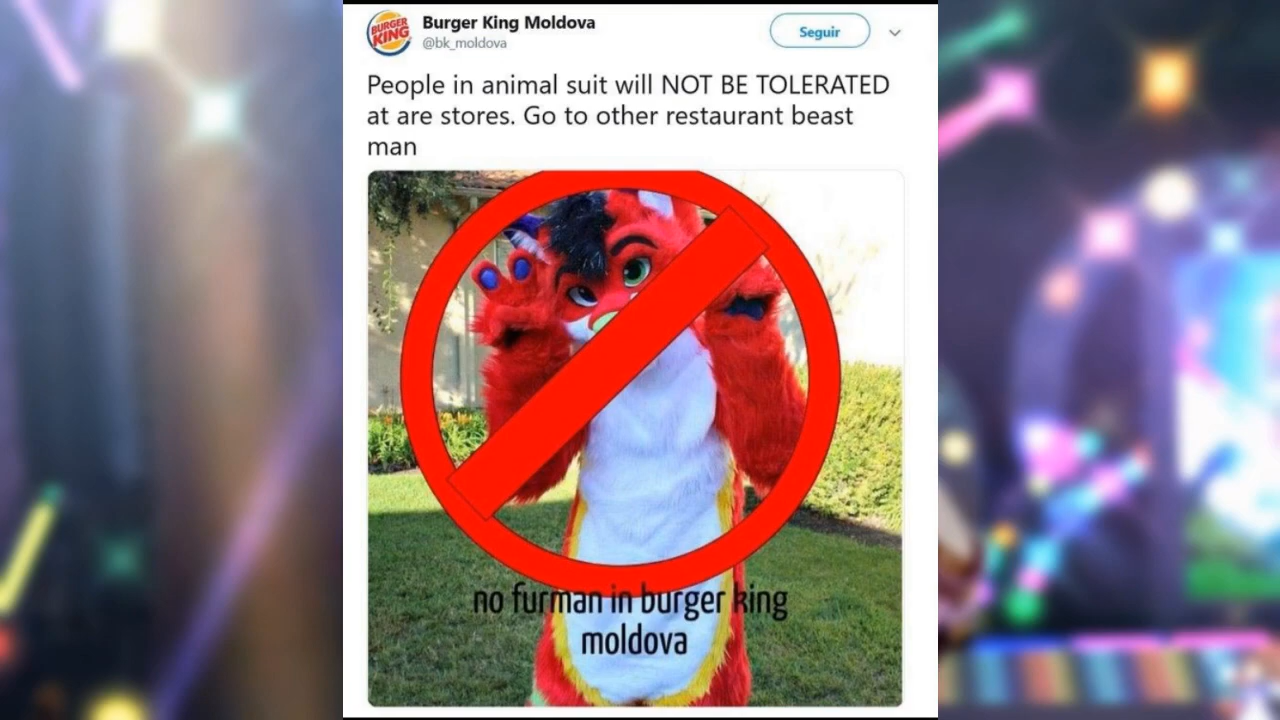 BURGER
KING
Burger King Moldova
@bk_moldova
Seguir
People in animal suit will NOT BE TOLERATED
at are stores. Go to other restaurant beast
man
no furman in burger king
moldova